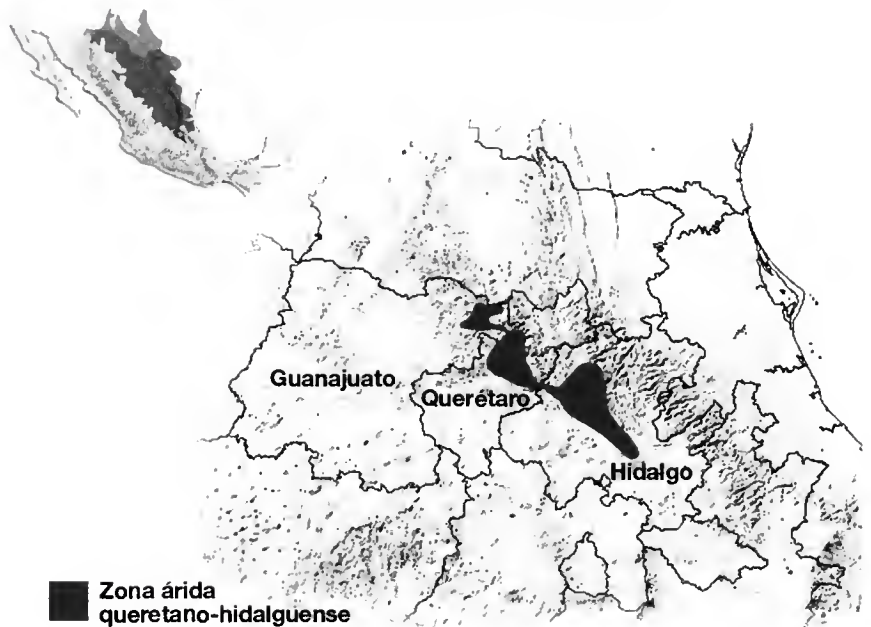 Guanajuato
Querétaro
Hidalgo
Zona árida
queretano-hidalguense